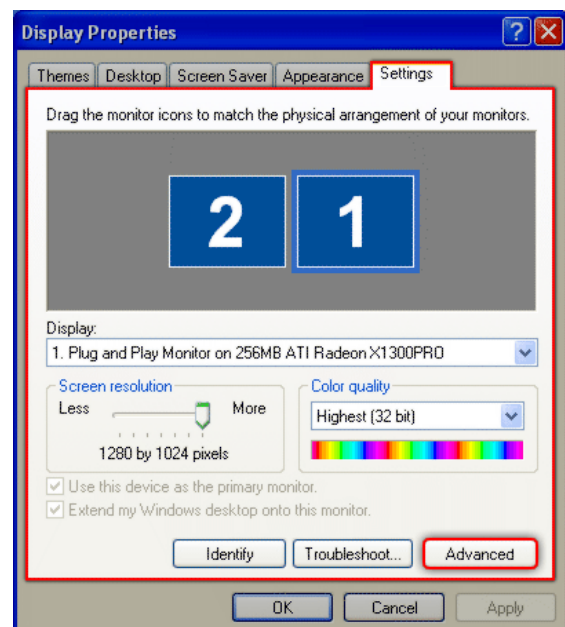 Display Properties
Themes Desktop Screen Saver Appearance Settings
Drag the monitor icons to match the physical arrangement of your monitors.
2 1
Display:
1. Plug and Play Monitor on 256MB ATI Radeon X1300PRO
Screen resolution Color quality
Less More Highest (32 bit)
1280 by 1024 pixels
Use this device as the primary monitor.
Extend my Windows desktop onto this monitor.
Identify Troubleshoot... Advanced
OK Cancel Apply